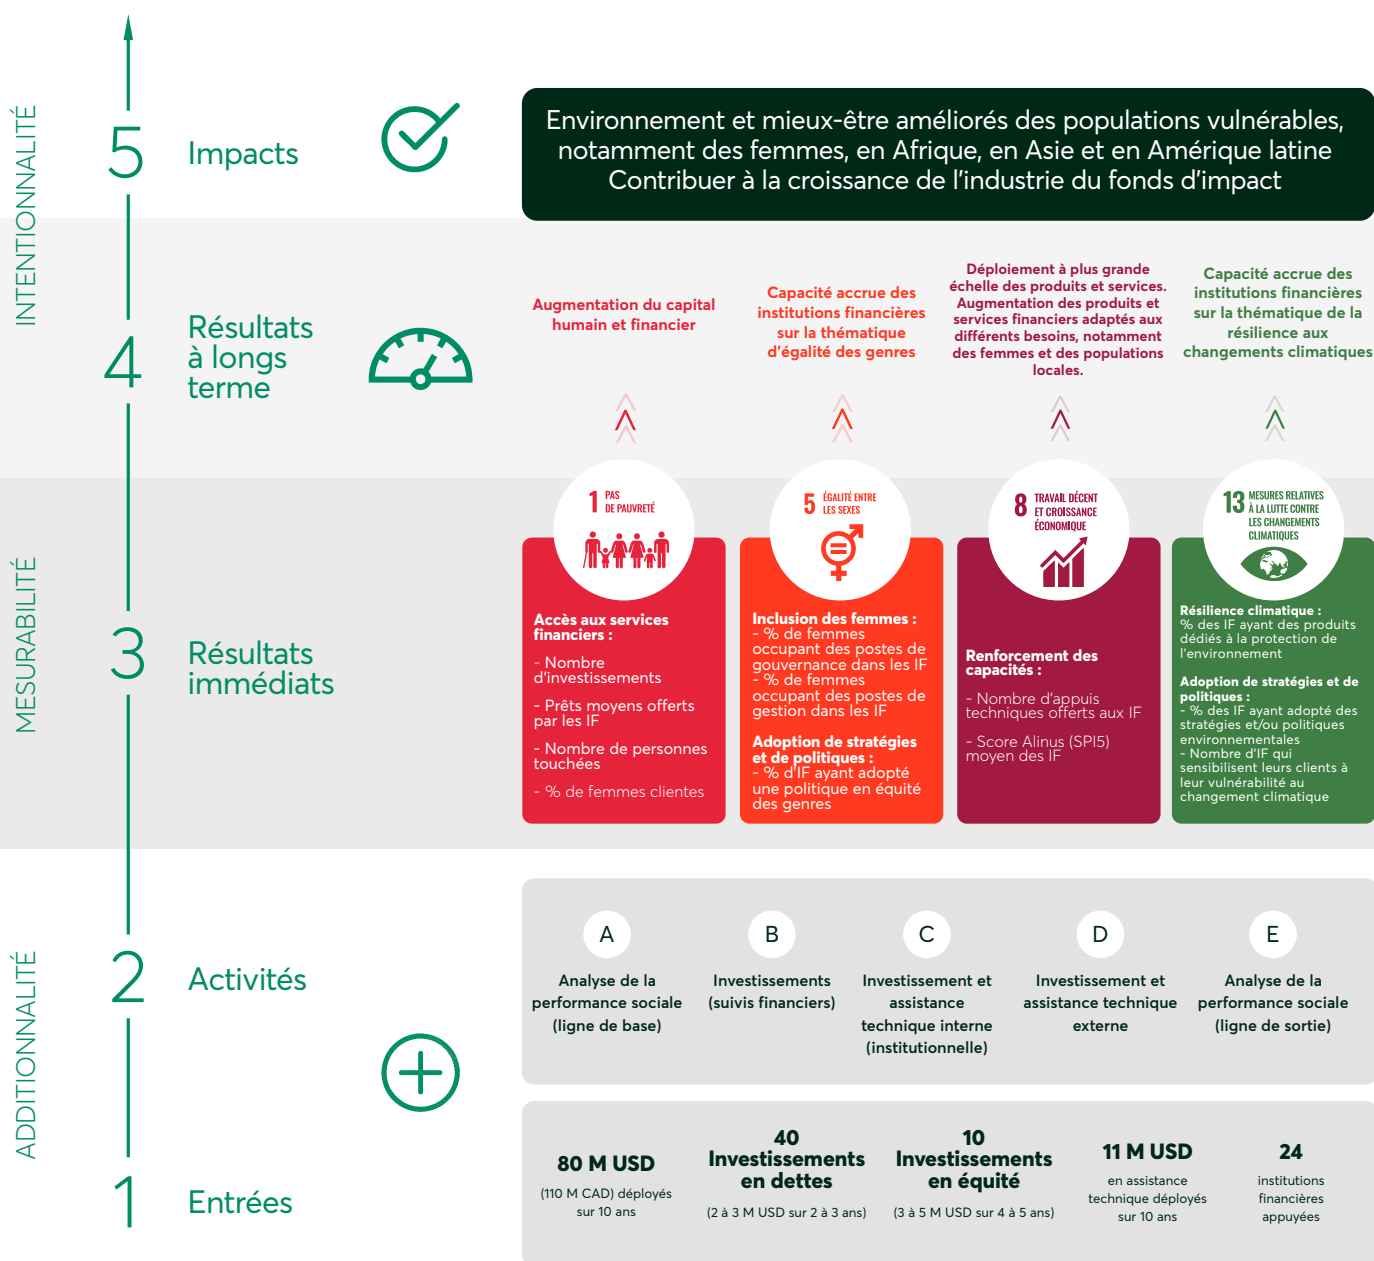 INTENTIONNALITÉ
5
Impacts
Environnement et mieux-être améliorés des populations vulnérables,
notamment des femmes, en Afrique, en Asie et en Amérique latine
Contribuer à la croissance de l'industrie du fonds d'impact
4
Résultats
à longs
terme
Augmentation du capital
humain et financier
Capacité accrue des
institutions financières
sur la thématique
d'égalité des genres
Déploiement à plus grande
échelle des produits et services.
Augmentation des produits et
services financiers adaptés aux
différents besoins, notamment
des femmes et des populations
locales.
Capacité accrue des
institutions financières
sur la thématique de la
résilience aux
changements climatiques
MESURABILITÉ
3
Résultats
immédiats
1 PAS
DE PAUVRETÉ
Accès aux services
financiers :
- Nombre
d'investissements
- Prêts moyens offerts
par les IF
- Nombre de personnes
touchées
- % de femmes clientes
5 ÉGALITÉ ENTRE
LES SEXES
Inclusion des femmes :
- % de femmes
occupant des postes de
gouvernance dans les IF
- % de femmes
occupant des postes de
gestion dans les IF
Adoption de stratégies
et de politiques :
- % d'IF ayant adopté
une politique en équité
des genres
8 TRAVAIL DÉCENT
ET CROISSANCE
ÉCONOMIQUE
Renforcement des
capacités :
- Nombre d'appuis
techniques offerts aux IF
- Score Alinus (SPI5)
moyen des IF
13 MESURES RELATIVES
À LA LUTTE CONTRE
LES CHANGEMENTS
CLIMATIQUES
Résilience climatique :
% des IF ayant des produits
dédiés à la protection de
l'environnement
Adoption de stratégies et de
politiques :
- % des IF ayant adopté des
stratégies et/ou politiques
environnementales
- Nombre d'IF qui
sensibilisent leurs clients à
leur vulnérabilité au
changement climatique
ADDITIONNALITÉ
2
Activités
A
Analyse de la
performance sociale
(ligne de base)
B
Investissements
(suivis financiers)
C
Investissement et
assistance
technique interne
(institutionnelle)
D
Investissement et
assistance technique
externe
E
Analyse de la
performance sociale
(ligne de sortie)
1
Entrées
80 M USD
(110 M CAD) déployés
sur 10 ans
40
Investissements
en dettes
(2 à 3 M USD sur 2 à 3 ans)
10
Investissements
en équité
(3 à 5 M USD sur 4 à 5 ans)
11 M USD
en assistance
technique déployés
sur 10 ans
24
institutions
financières
appuyées